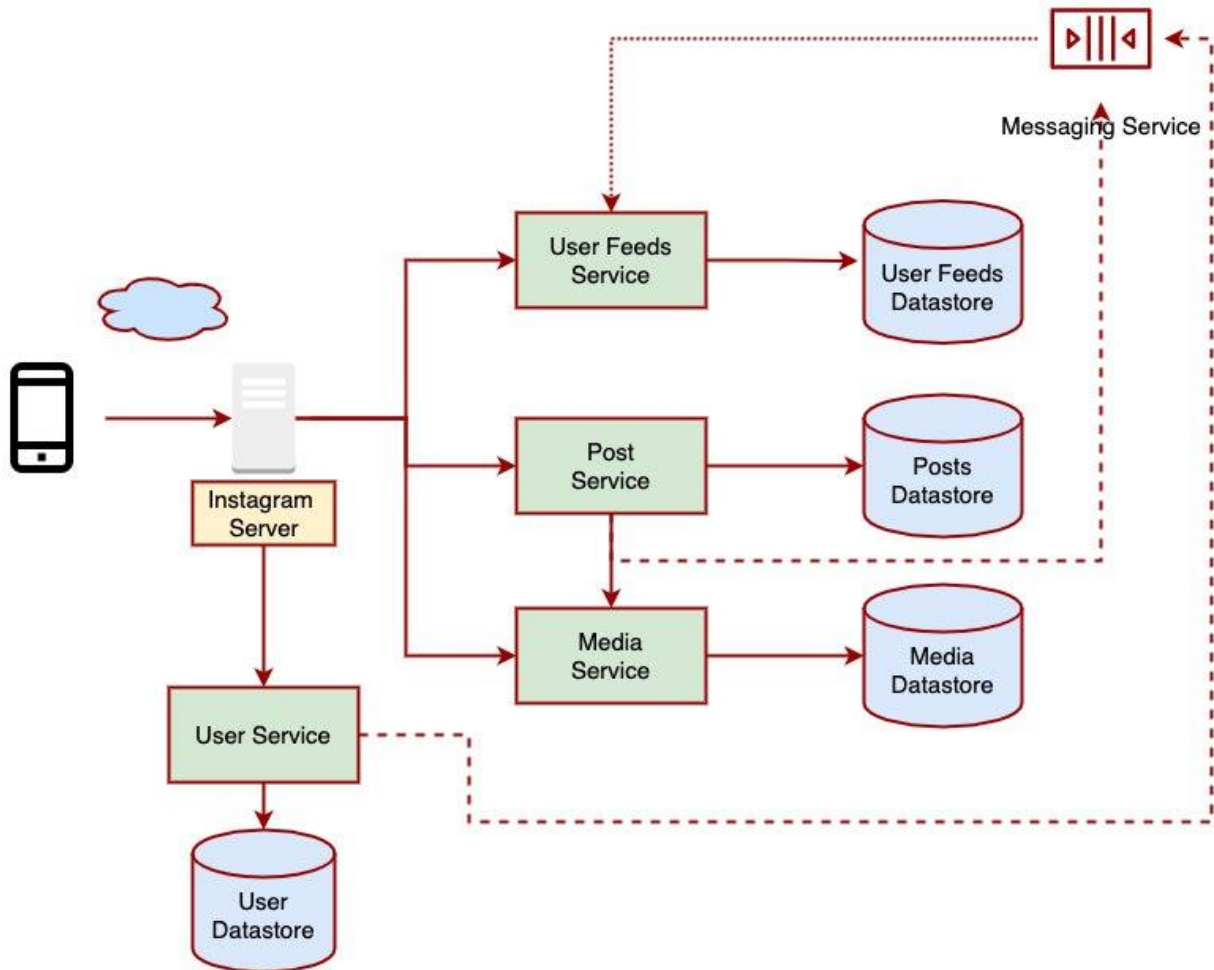 Messaging Service
User Feeds
Service
User Feeds
Datastore
Instagram
Server
Post
Service
Posts
Datastore
Media
Service
Media
Datastore
User Service
User
Datastore